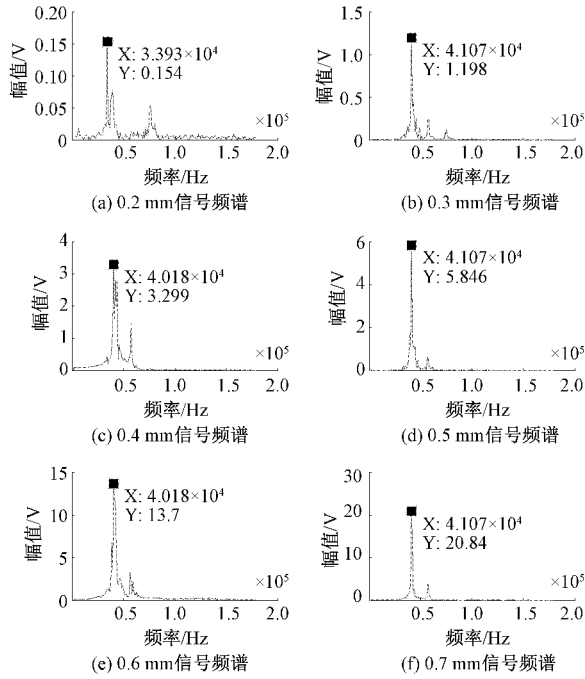 0.20
0.15
0.10
0.05
幅值/V
X: 3.393×10⁴
Y: 0.154
×10⁵
0.5 1.0 1.5 2.0
频率/Hz
(a) 0.2 mm信号频谱
1.5
1.0
0.5
0
幅值/V
X: 4.107×10⁴
Y: 1.198
×10⁵
0.5 1.0 1.5 2.0
频率/Hz
(b) 0.3 mm信号频谱
4
3
2
1
0
幅值/V
X: 4.018×10⁴
Y: 3.299
×10⁵
0.5 1.0 1.5 2.0
频率/Hz
(c) 0.4 mm信号频谱
6
4
2
0
幅值/V
X: 4.107×10⁴
Y: 5.846
×10⁵
0.5 1.0 1.5 2.0
频率/Hz
(d) 0.5 mm信号频谱
15
10
5
0
幅值/V
X: 4.018×10⁴
Y: 13.7
×10⁵
0.5 1.0 1.5 2.0
频率/Hz
(e) 0.6 mm信号频谱
30
20
10
0
幅值/V
X: 4.107×10⁴
Y: 20.84
×10⁵
0.5 1.0 1.5 2.0
频率/Hz
(f) 0.7 mm信号频谱